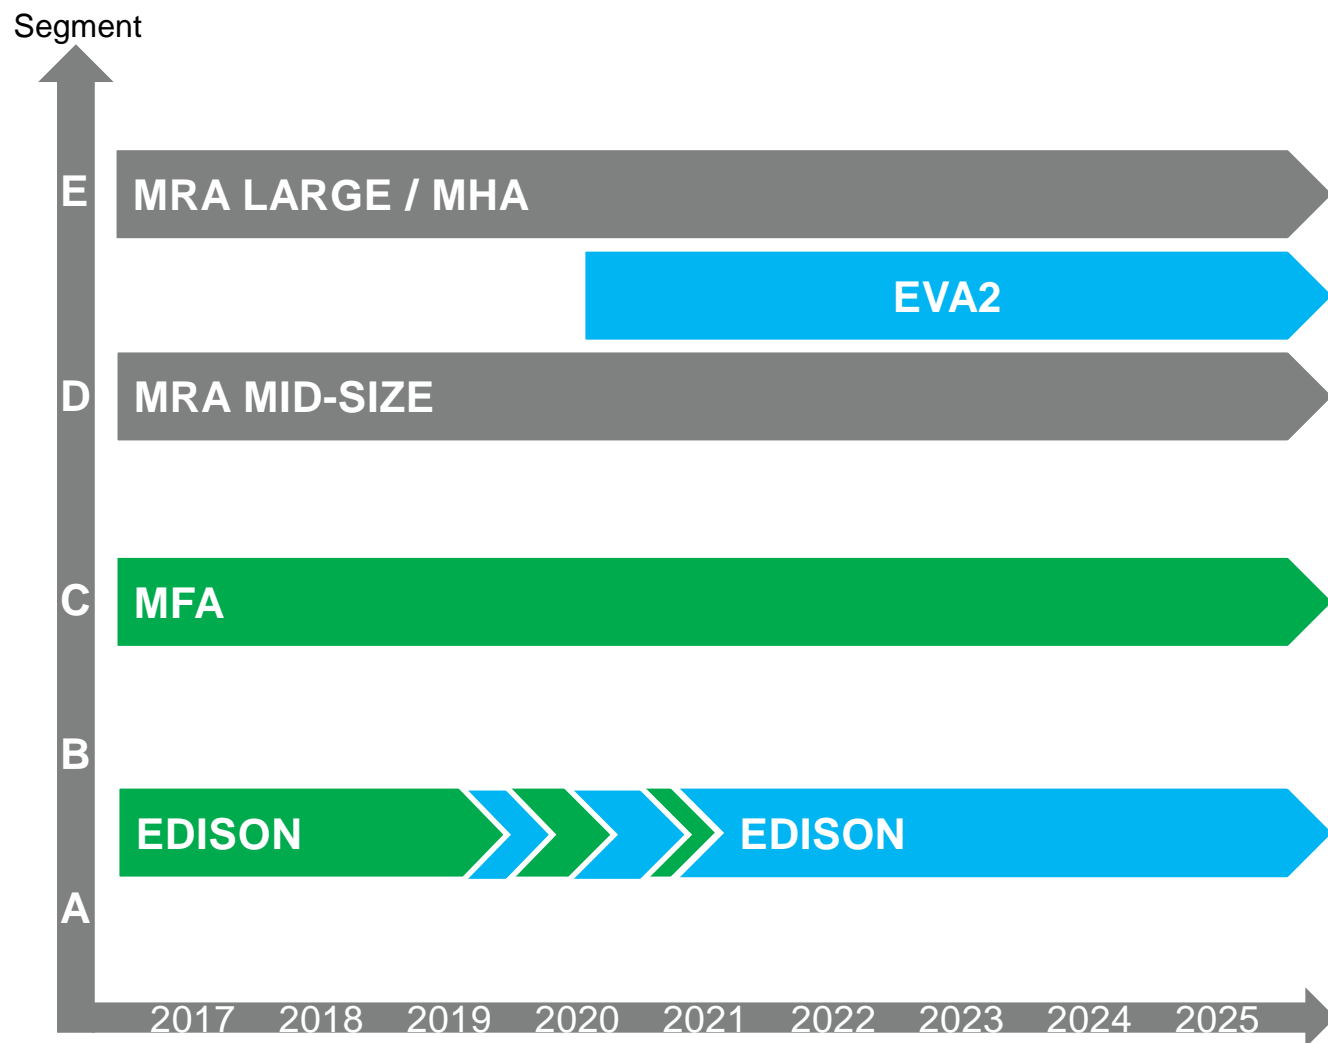 Segment
E
MRA LARGE / MHA
EVA2
D
MRA MID-SIZE
C
MFA
B
EDISON EDISON
A
2017 2018 2019 2020 2021 2022 2023 2024 2025